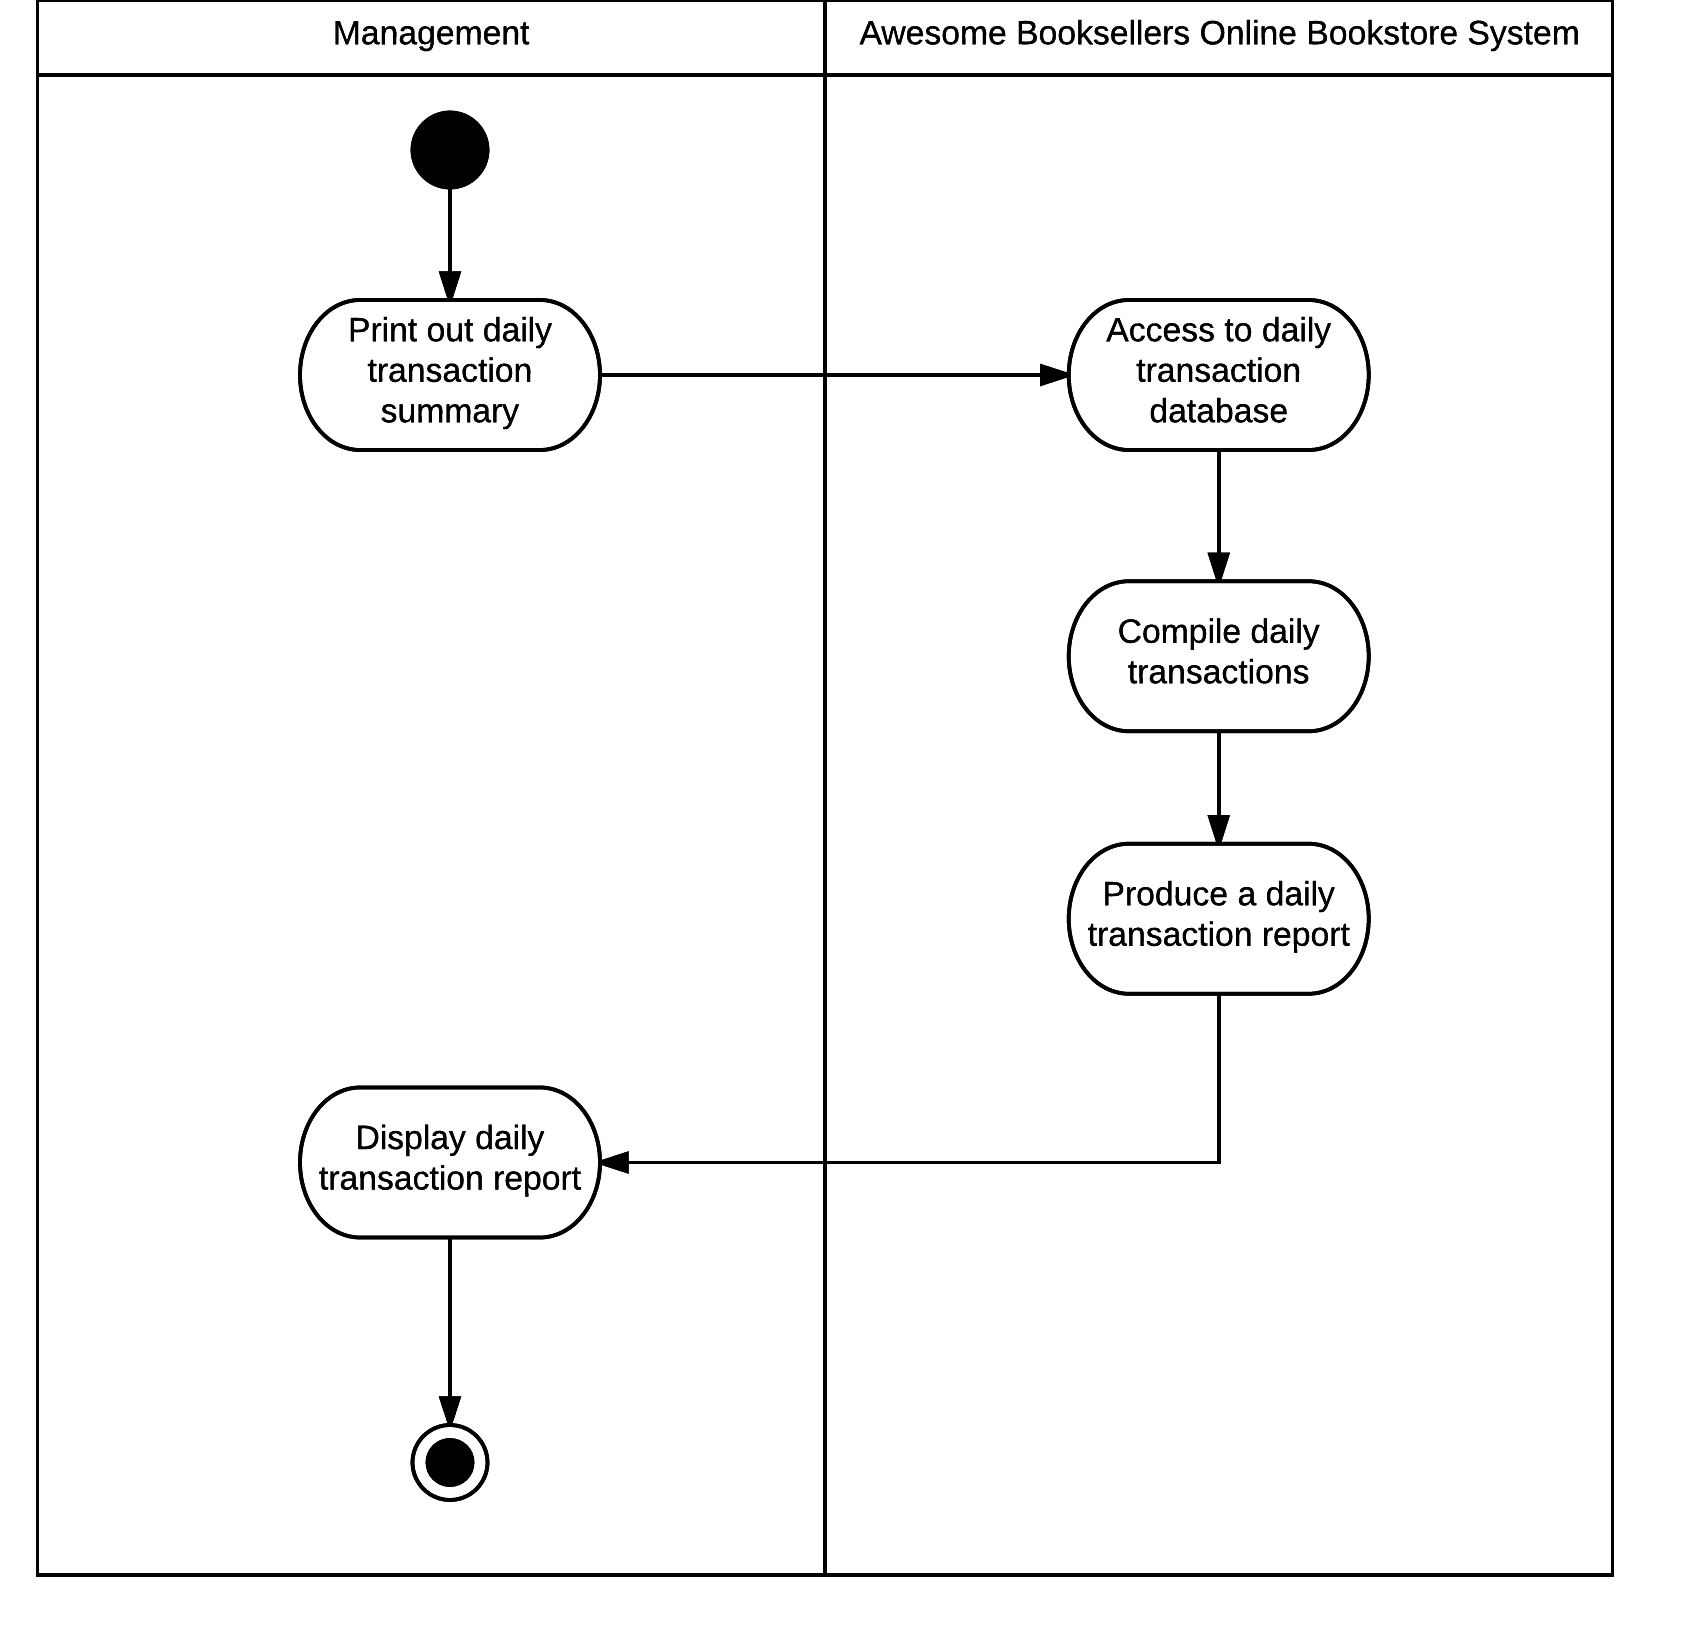 Management
Awesome Booksellers Online Bookstore System
Print out daily
transaction
summary
Access to daily
transaction
database
Compile daily
transactions
Produce a daily
transaction report
Display daily
transaction report